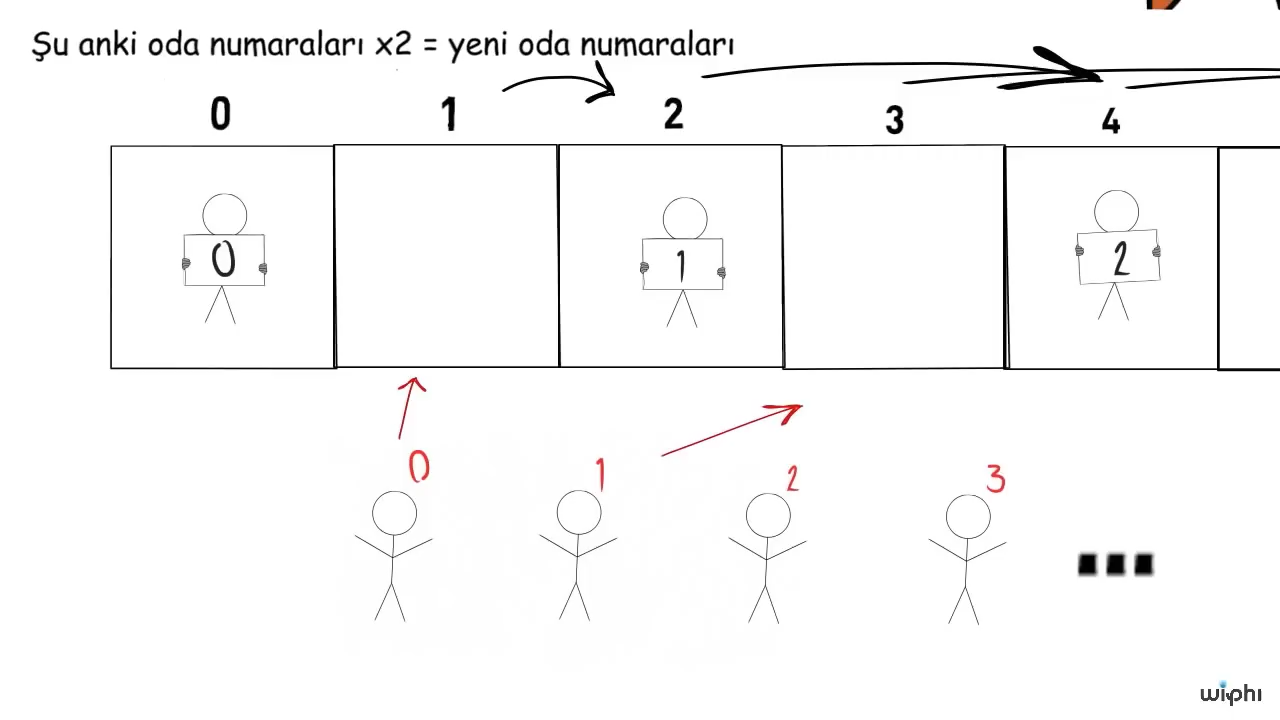 Şu anki oda numaraları x2 = yeni oda numaraları
0 1 2 3 4
0 1 2
0 1 2 3
...
wiphi